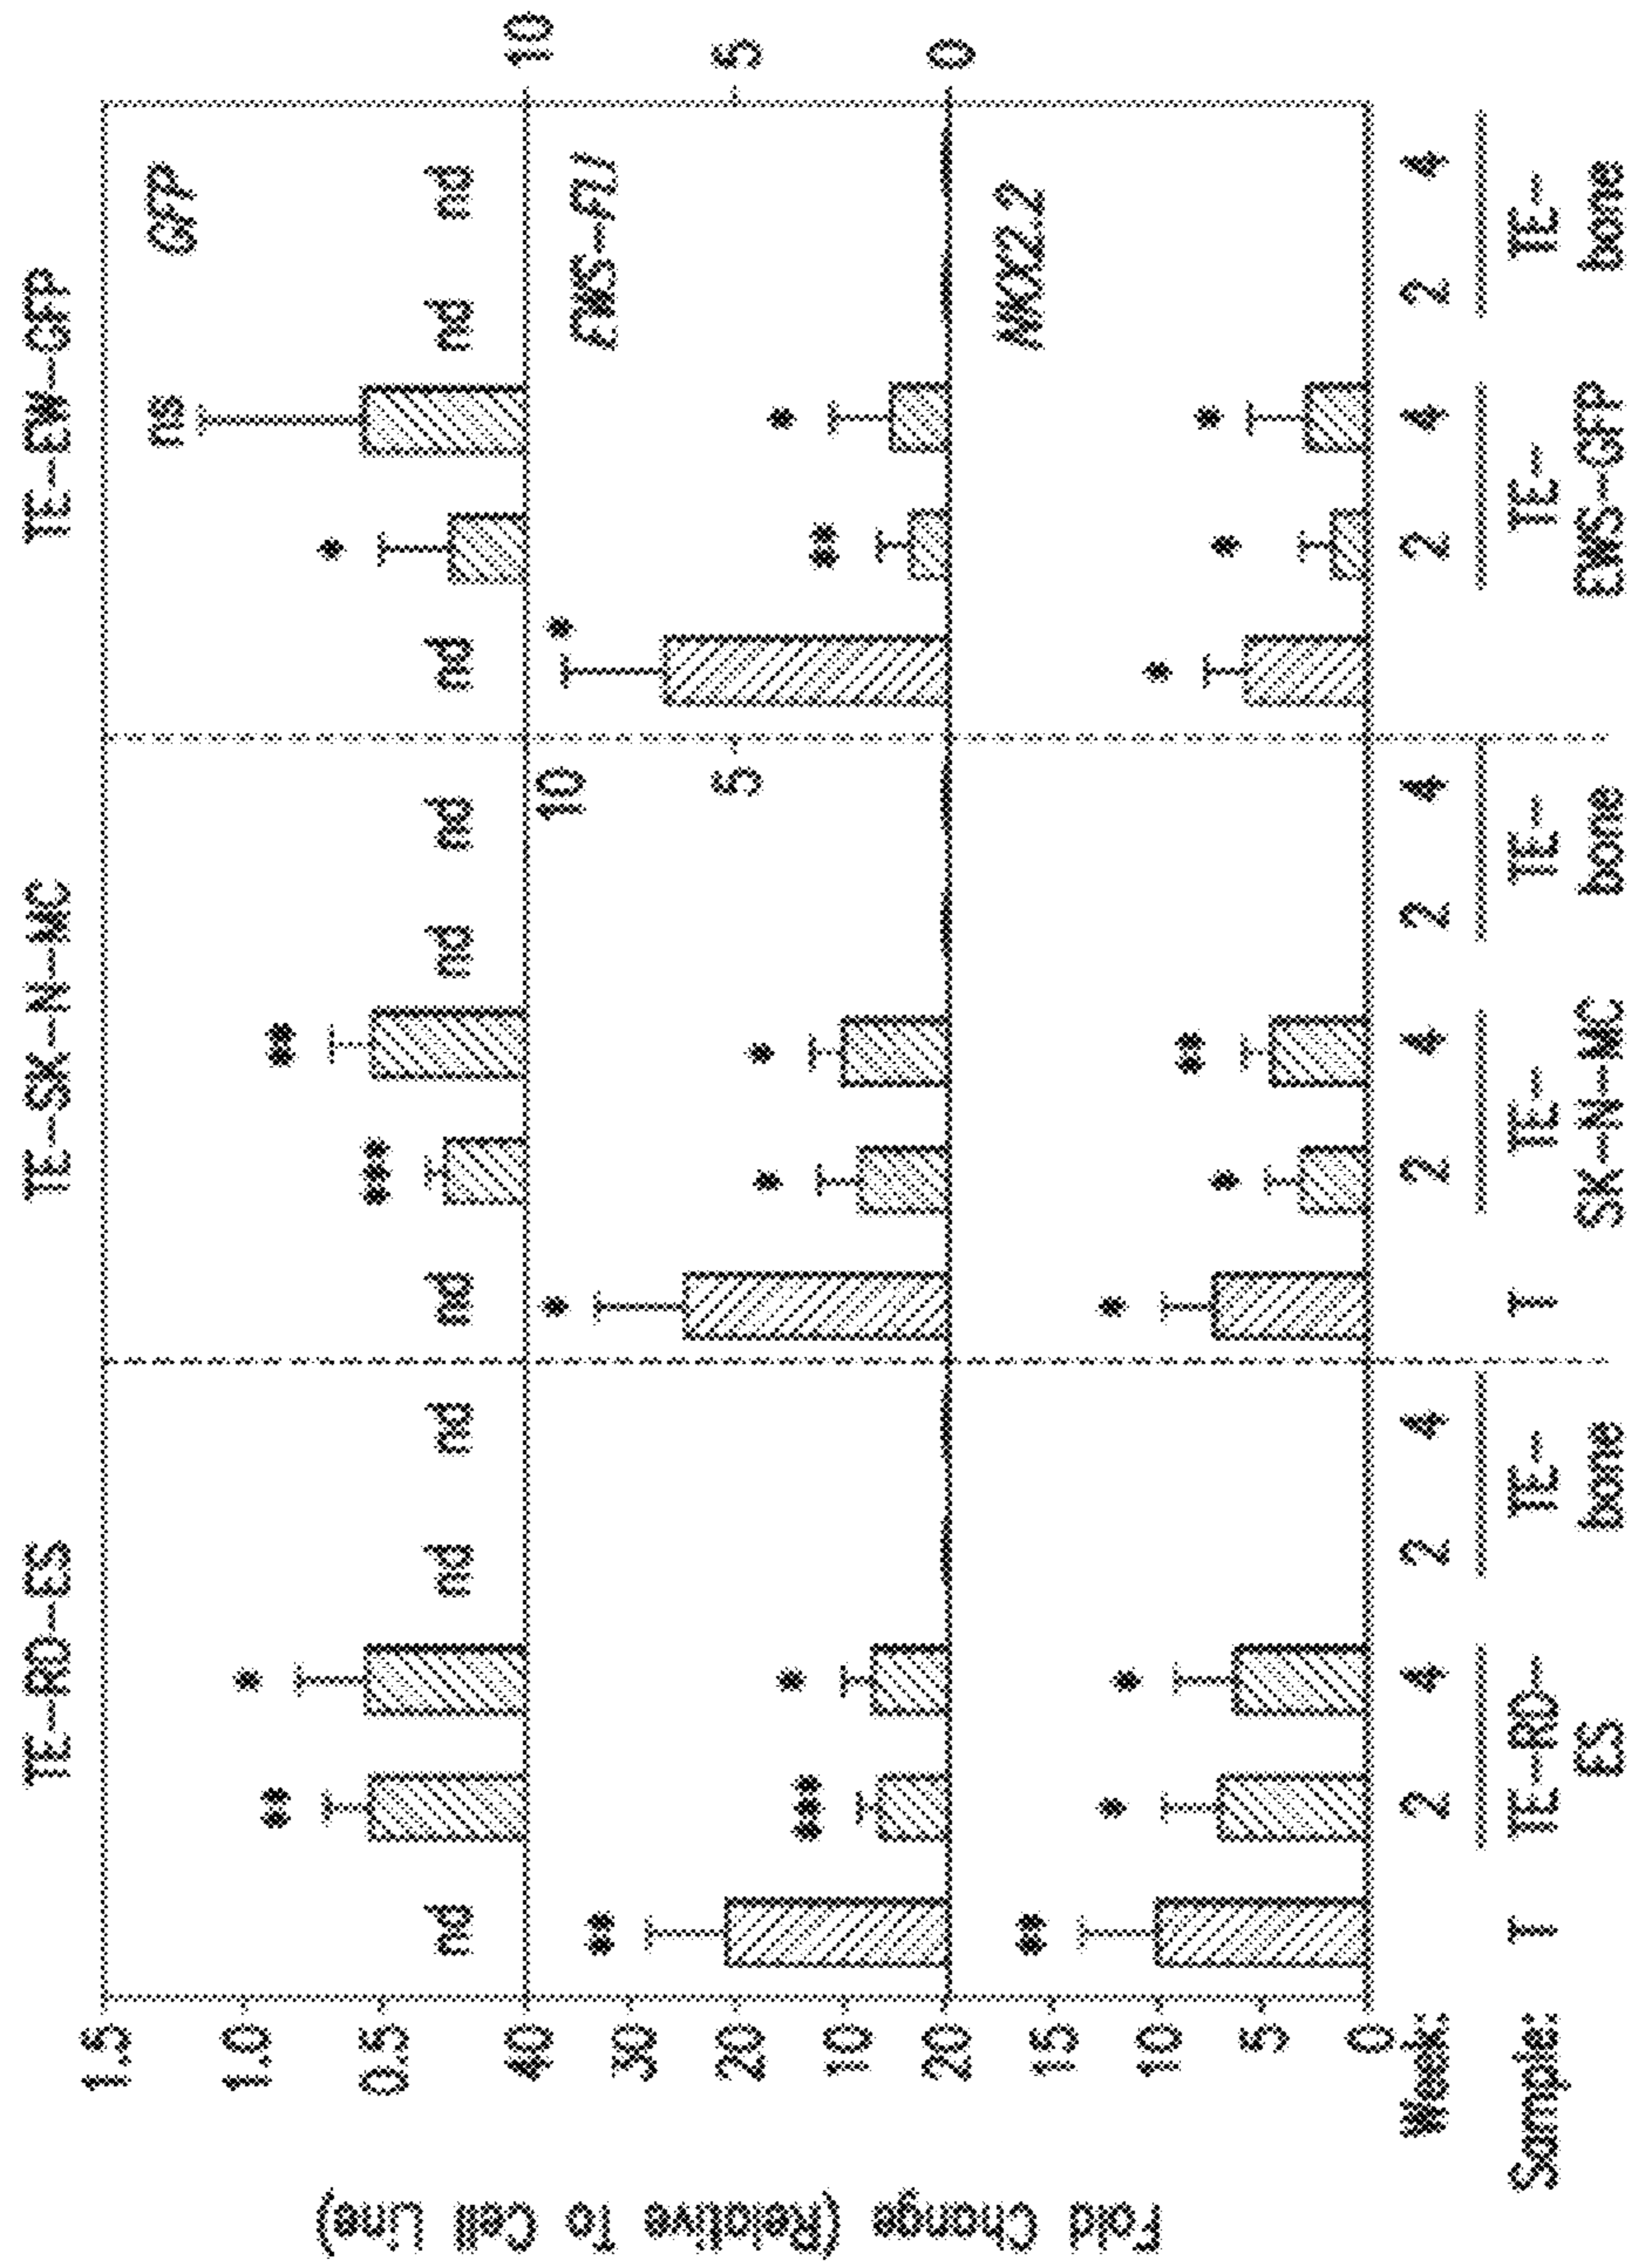 TE—RD—ES TE—SX—N—MC TE—EW—GFP
1.5
1.0
0.5
GFP
nd ** * nd nd
nd *** ** nd nd
nd * ns nd nd
40
30
20
10
10
5
10
5
0
EWS—FLI
** *** *
* * *
* ** *
20
15
10
5
0
NKX2.2
** * *
* * **
* * *
Fold Change (Relative To Cell Line)
Week: 2 4 2 4 2 4 2 4 2 4 2 4
Sample: T TE—RD— TE— T TE— TE— TE— TE—
ES bone SK—N—MC bone EWS—GFP bone